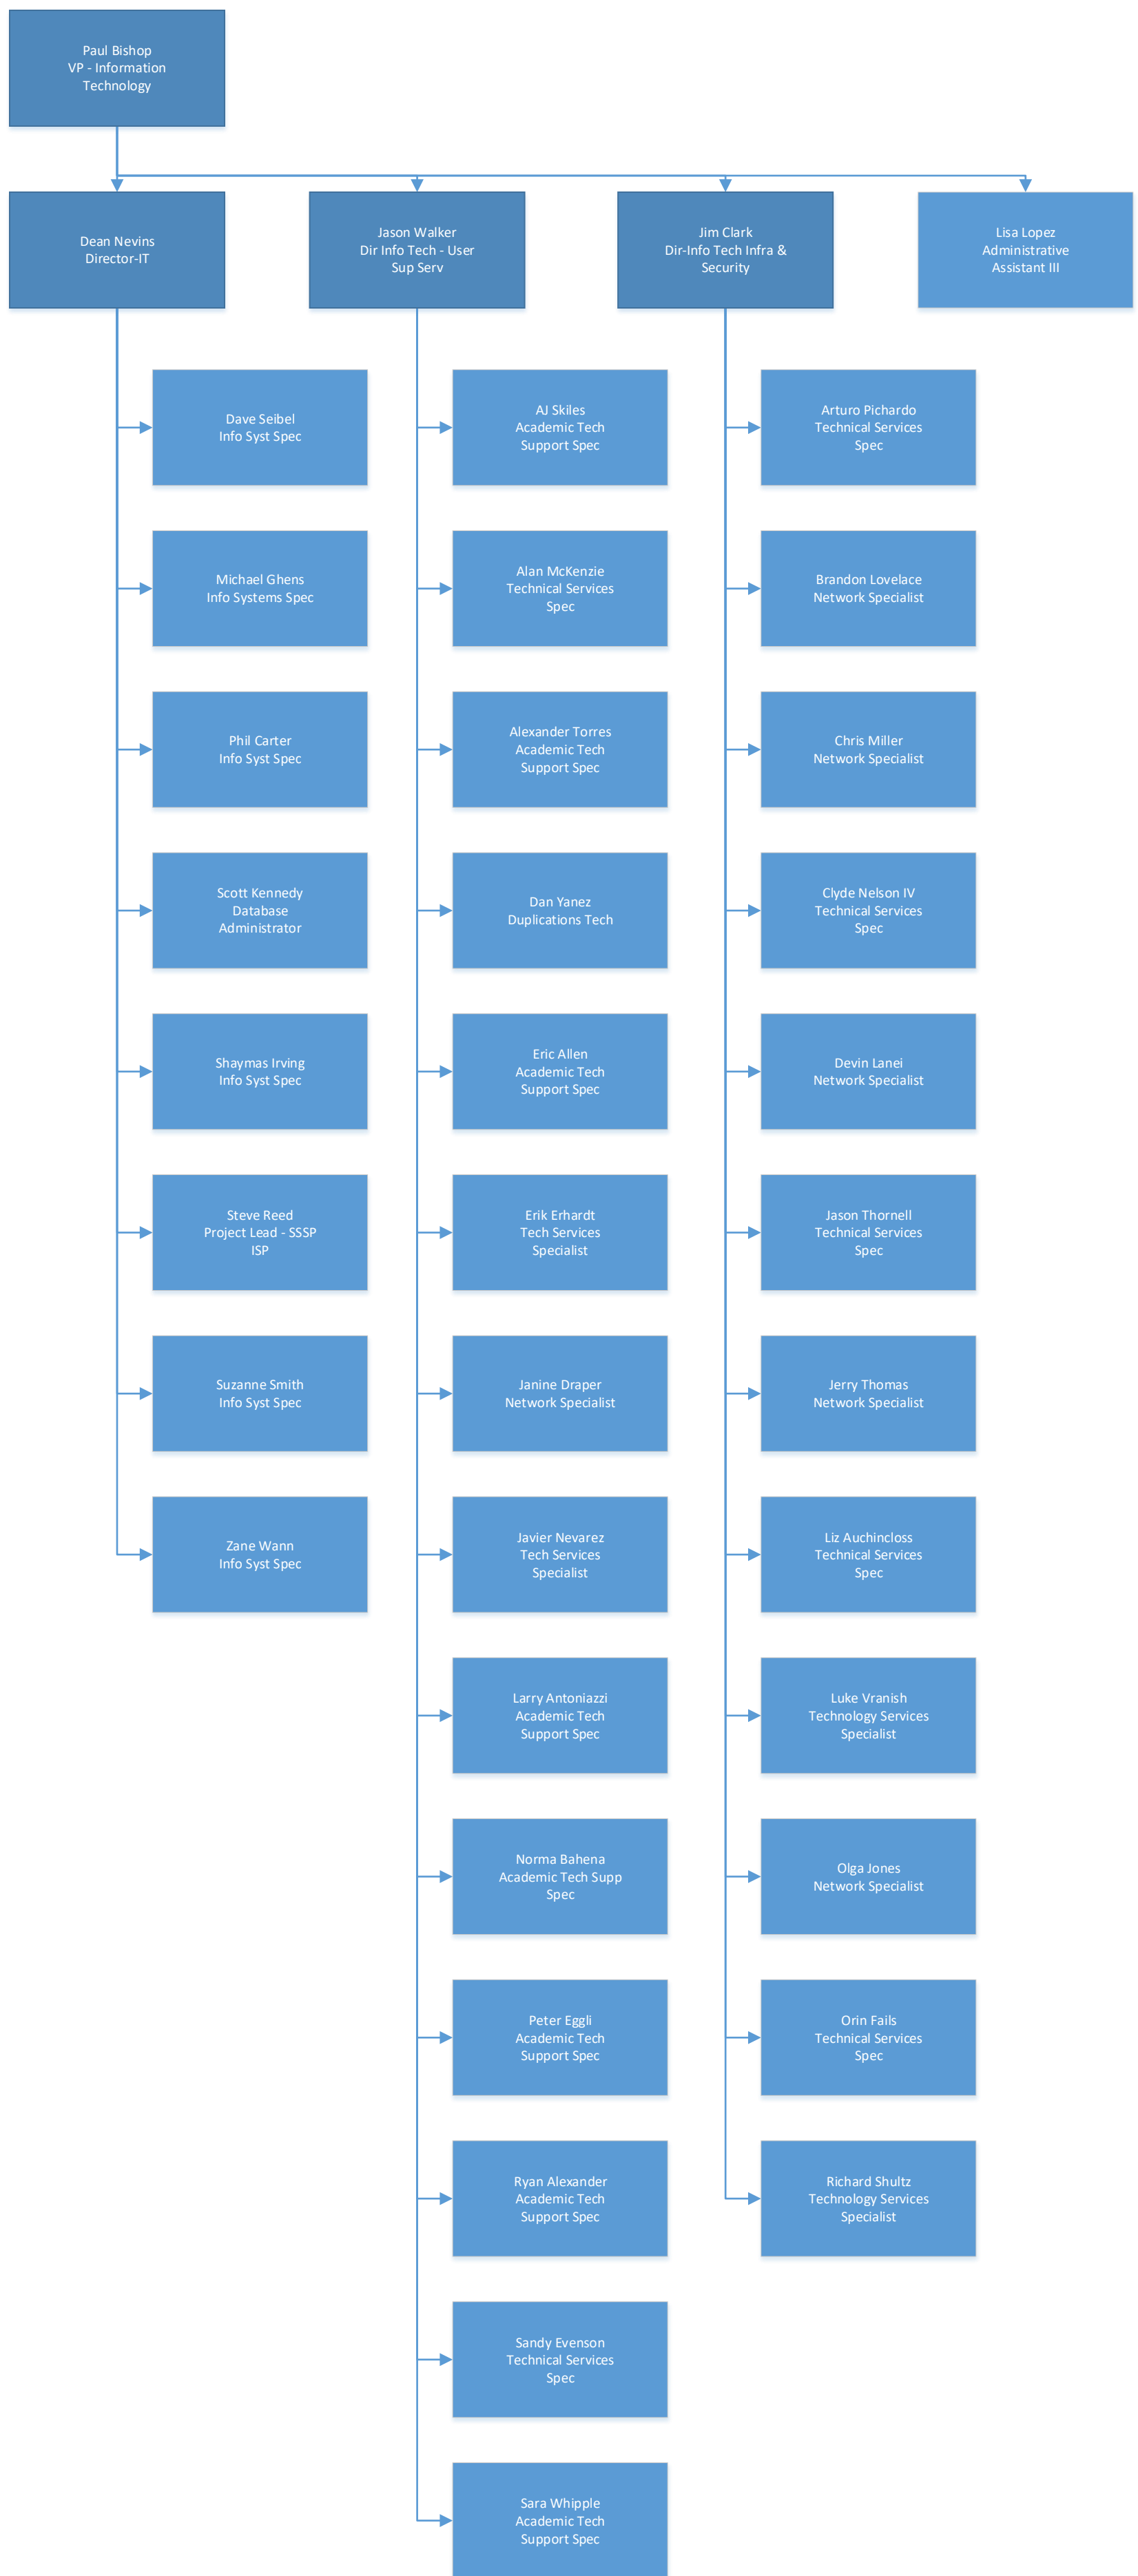 Paul Bishop
VP - Information
Technology
Dean Nevins
Director-IT
Jason Walker
Dir Info Tech - User
Sup Serv
Jim Clark
Dir-Info Tech Infra &
Security
Lisa Lopez
Administrative
Assistant III
Dave Seibel
Info Syst Spec
Michael Ghens
Info Systems Spec
Phil Carter
Info Syst Spec
Scott Kennedy
Database
Administrator
Shaymas Irving
Info Syst Spec
Steve Reed
Project Lead - SSSP
ISP
Suzanne Smith
Info Syst Spec
Zane Wann
Info Syst Spec
AJ Skiles
Academic Tech
Support Spec
Alan McKenzie
Technical Services
Spec
Alexander Torres
Academic Tech
Support Spec
Dan Yanez
Duplications Tech
Eric Allen
Academic Tech
Support Spec
Erik Erhardt
Tech Services
Specialist
Janine Draper
Network Specialist
Javier Nevarez
Tech Services
Specialist
Larry Antoniazzi
Academic Tech
Support Spec
Norma Bahena
Academic Tech Supp
Spec
Peter Eggli
Academic Tech
Support Spec
Ryan Alexander
Academic Tech
Support Spec
Sandy Evenson
Technical Services
Spec
Sara Whipple
Academic Tech
Support Spec
Arturo Pichardo
Technical Services
Spec
Brandon Lovelace
Network Specialist
Chris Miller
Network Specialist
Clyde Nelson IV
Technical Services
Spec
Devin Lanei
Network Specialist
Jason Thornell
Technical Services
Spec
Jerry Thomas
Network Specialist
Liz Auchincloss
Technical Services
Spec
Luke Vranish
Technology Services
Specialist
Olga Jones
Network Specialist
Orin Fails
Technical Services
Spec
Richard Shultz
Technology Services
Specialist